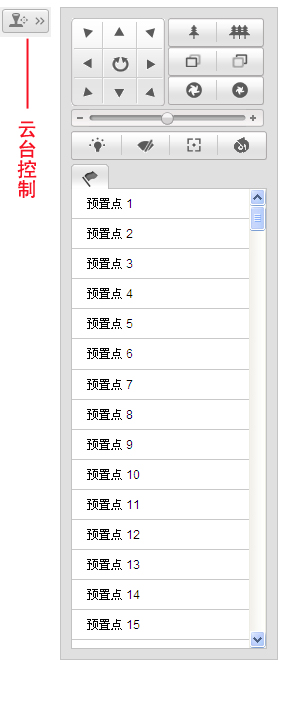 云台控制
预置点 1
预置点 2
预置点 3
预置点 4
预置点 5
预置点 6
预置点 7
预置点 8
预置点 9
预置点 10
预置点 11
预置点 12
预置点 13
预置点 14
预置点 15